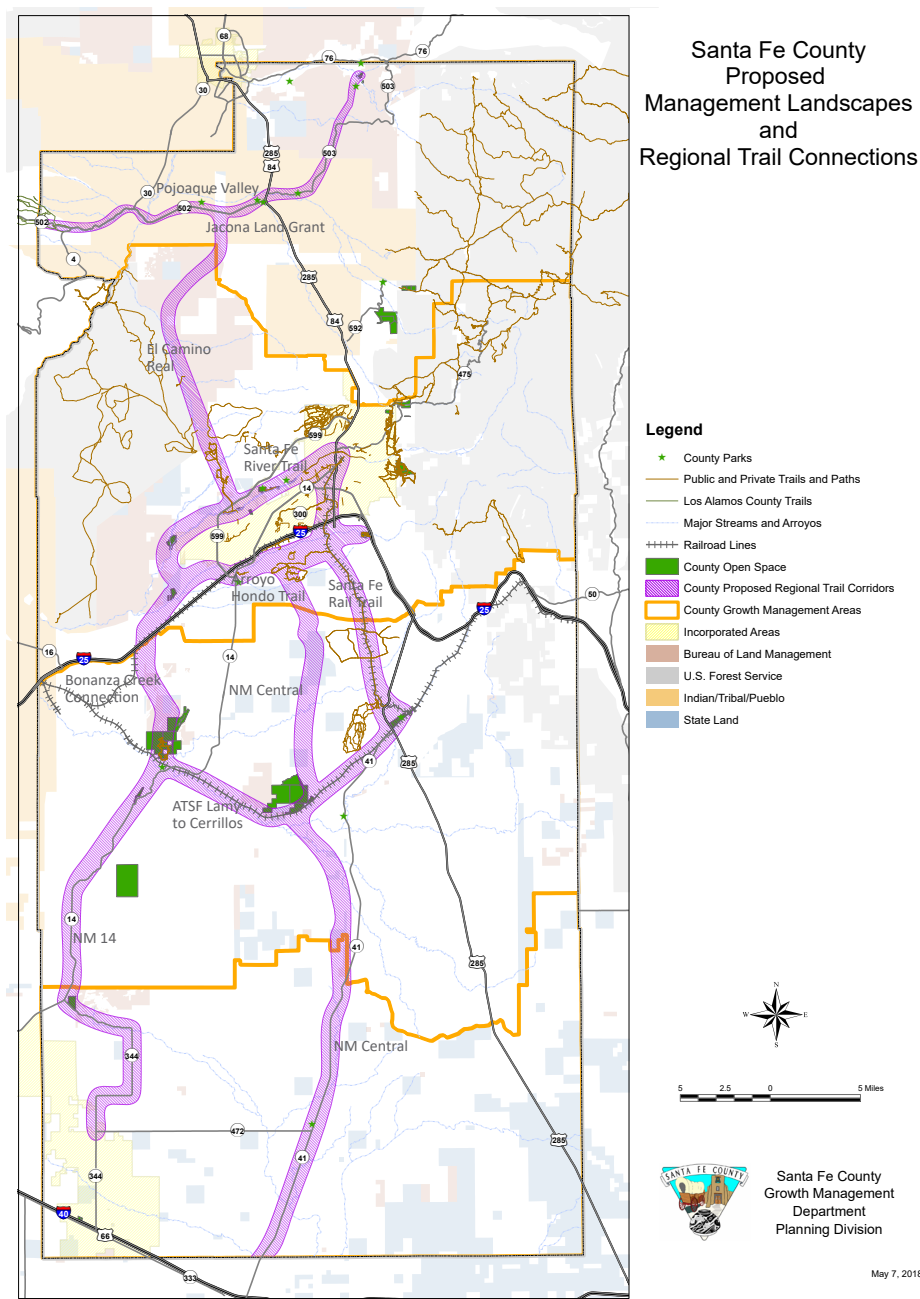 Santa Fe County
Proposed
Management Landscapes
and
Regional Trail Connections
68
76
76
30
503
285
84
503
30
Pojoaque Valley
502
502
Jacona Land Grant
4
285
84
592
El Camino
Real
475
599
Santa Fe
River Trail
14
300
25
599
Arroyo
Hondo Trail
Santa Fe
Rail Trail
50
25
16
25
14
Bonanza Creek
Connection
NM Central
41
285
ATSF Lamy
to Cerrillos
14
NM 14
41
285
344
NM Central
472
285
41
344
40
66
333
Legend
County Parks
Public and Private Trails and Paths
Los Alamos County Trails
Major Streams and Arroyos
Railroad Lines
County Open Space
County Proposed Regional Trail Corridors
County Growth Management Areas
Incorporated Areas
Bureau of Land Management
U.S. Forest Service
Indian/Tribal/Pueblo
State Land
N
W E
S
5 2.5 0 5 Miles
SANTA FE COUNTY
Santa Fe County
Growth Management
Department
Planning Division
May 7, 2018